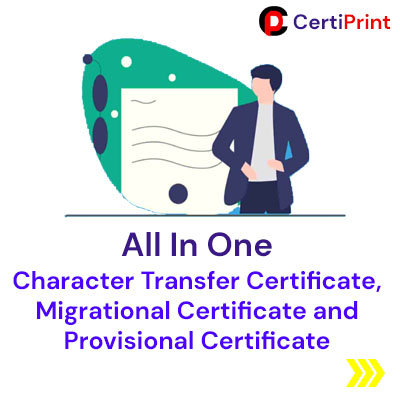 CertiPrint
All In One
Character Transfer Certificate,
Migrational Certificate and
Provisional Certificate